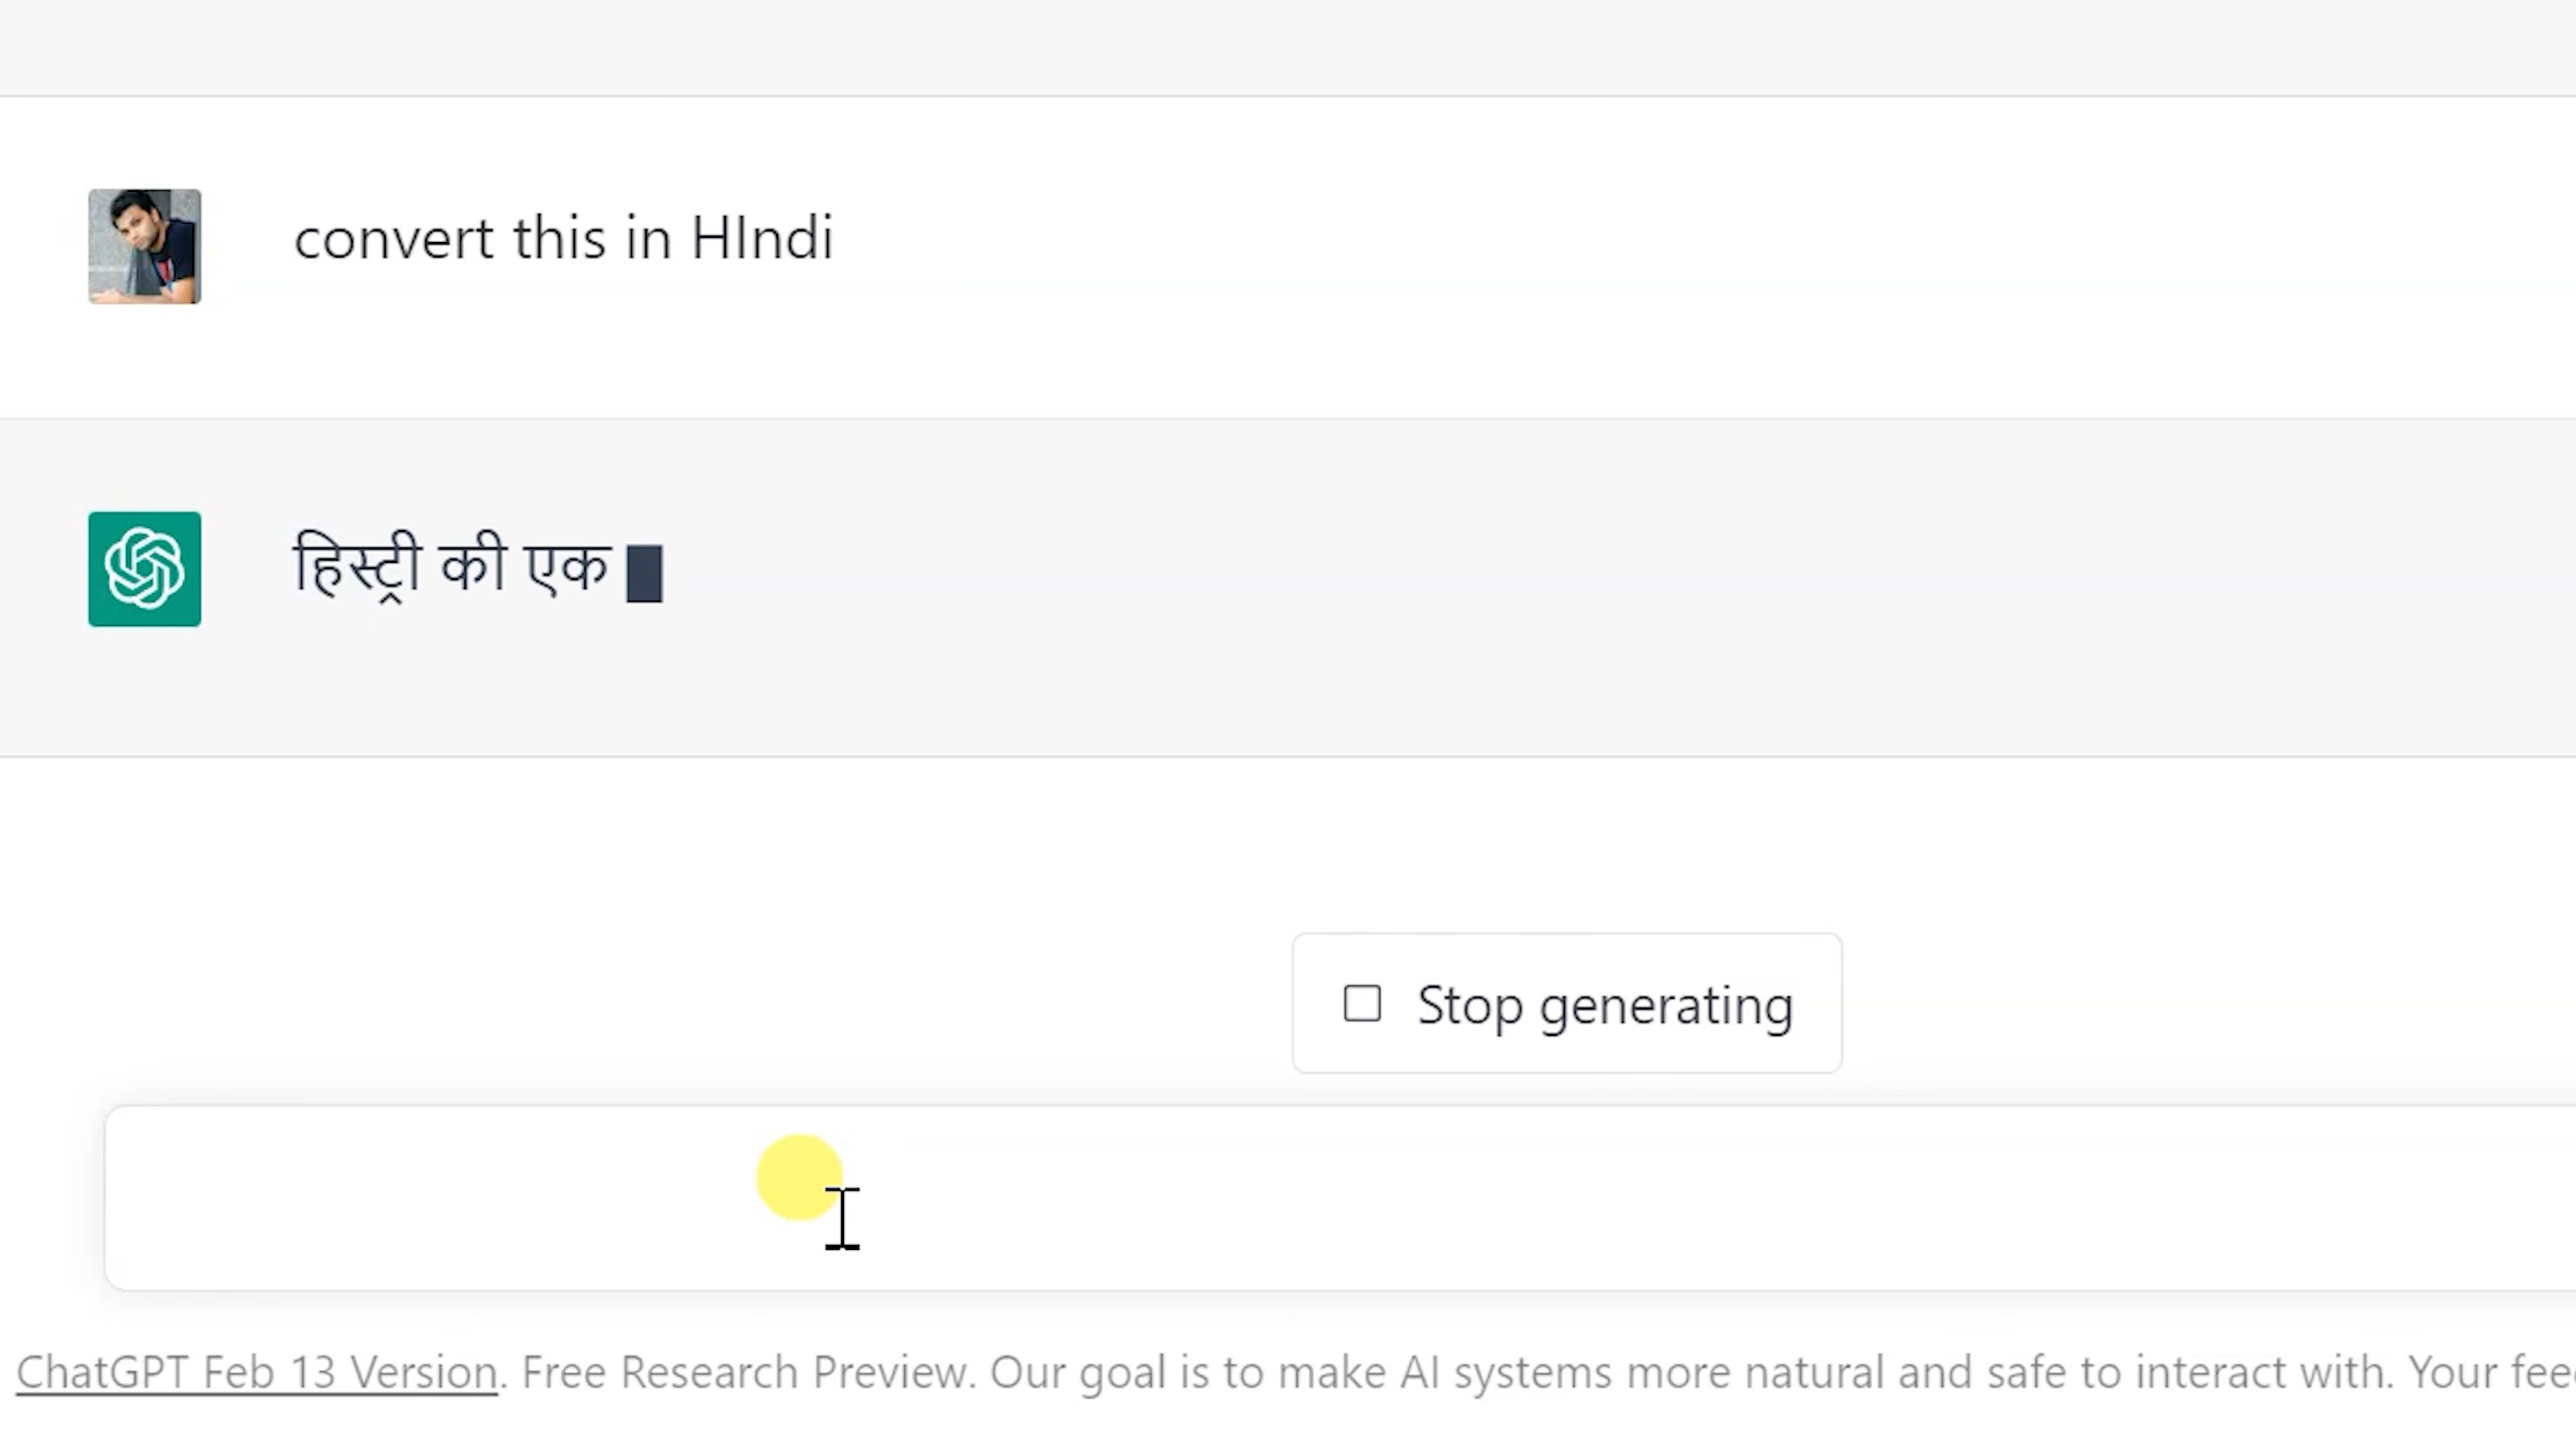 convert this in HIndi
हिस्ट्री की एक
Stop generating
ChatGPT Feb 13 Version. Free Research Preview. Our goal is to make AI systems more natural and safe to interact with. Your